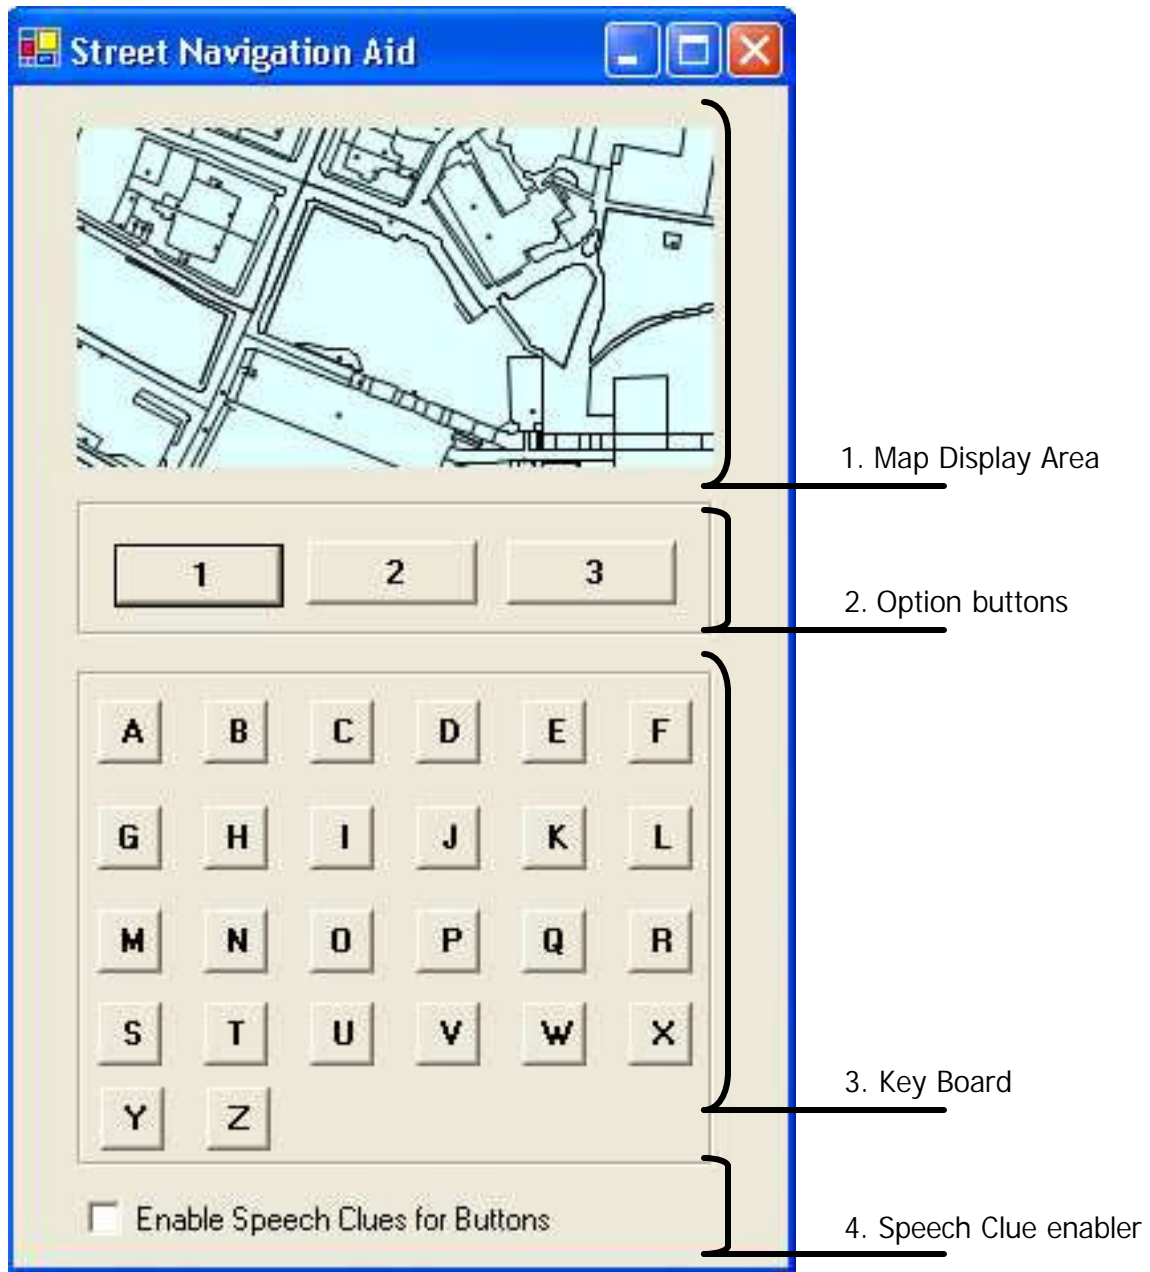 Street Navigation Aid
1. Map Display Area
1 2 3
2. Option buttons
A B C D E F
G H I J K L
M N O P Q R
S T U V W X
Y Z
3. Key Board
Enable Speech Clues for Buttons
4. Speech Clue enabler